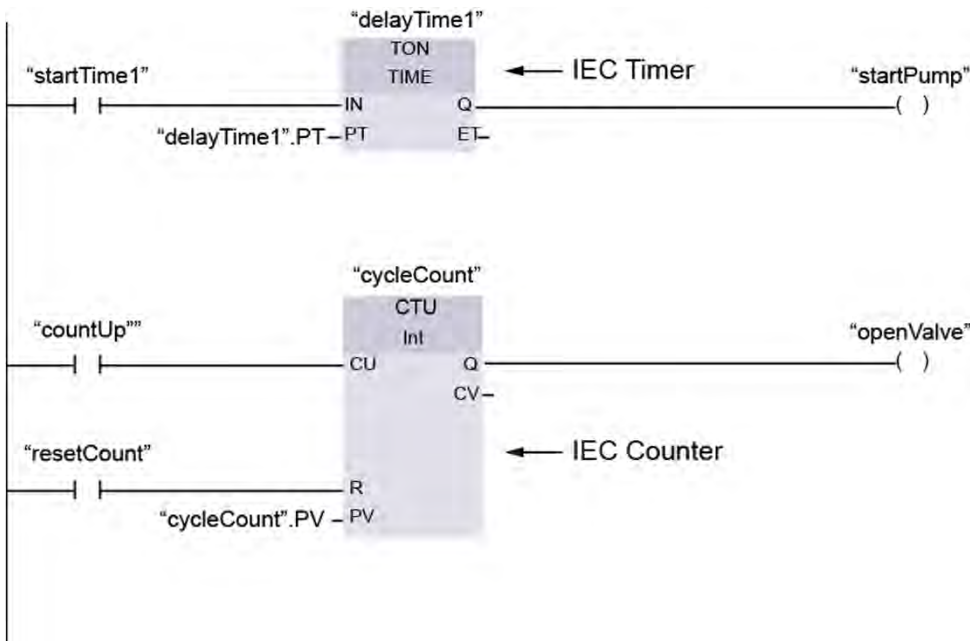 “delayTime1”
TON
TIME
IEC Timer
“startTime1”
“startPump”
IN
Q
“delayTime1”.PT
PT
ET
“cycleCount”
CTU
Int
“countUp””
“openValve”
CU
Q
CV
“resetCount”
IEC Counter
R
“cycleCount”.PV
PV